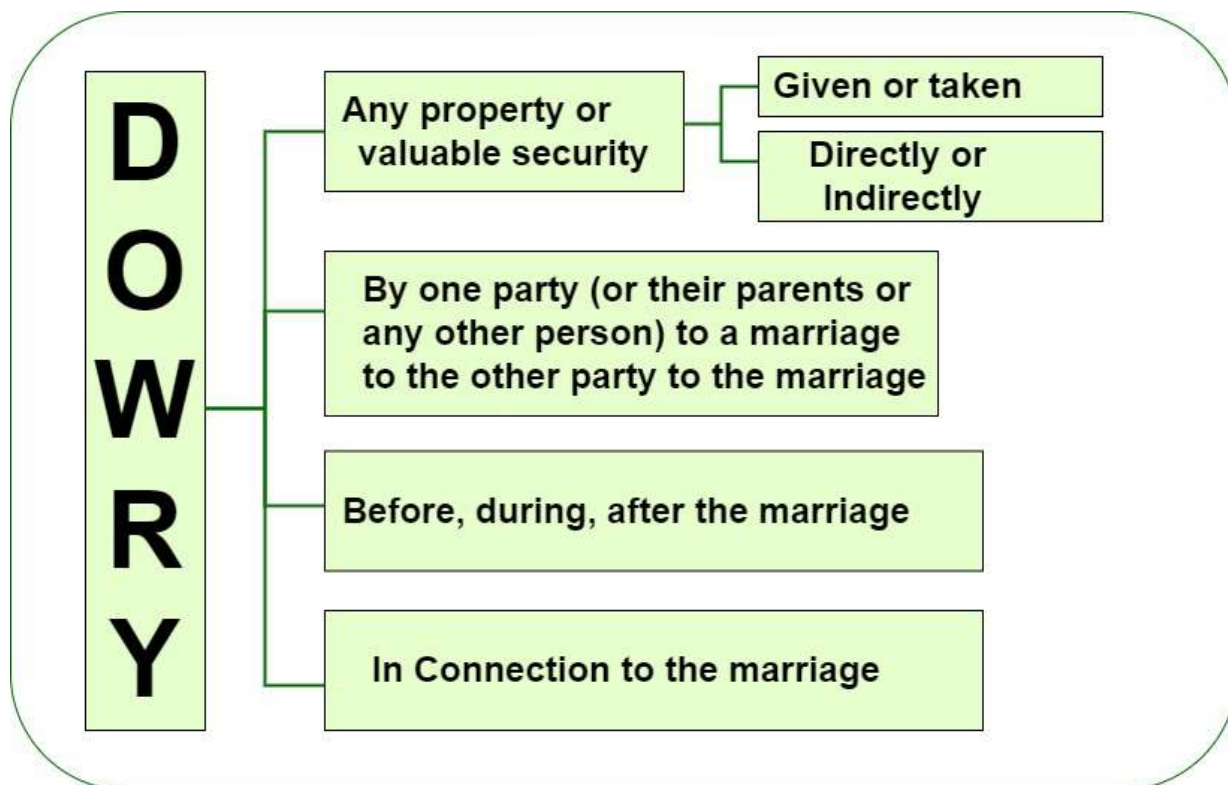 DOWRY
Any property or
valuable security
Given or taken
Directly or
Indirectly
By one party (or their parents or
any other person) to a marriage
to the other party to the marriage
Before, during, after the marriage
In Connection to the marriage